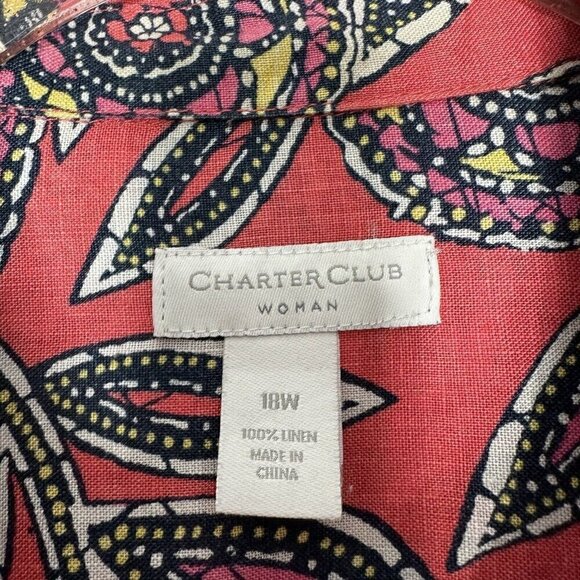 CHARTER CLUB
WOMAN
18W
100% LINEN
MADE IN
CHINA